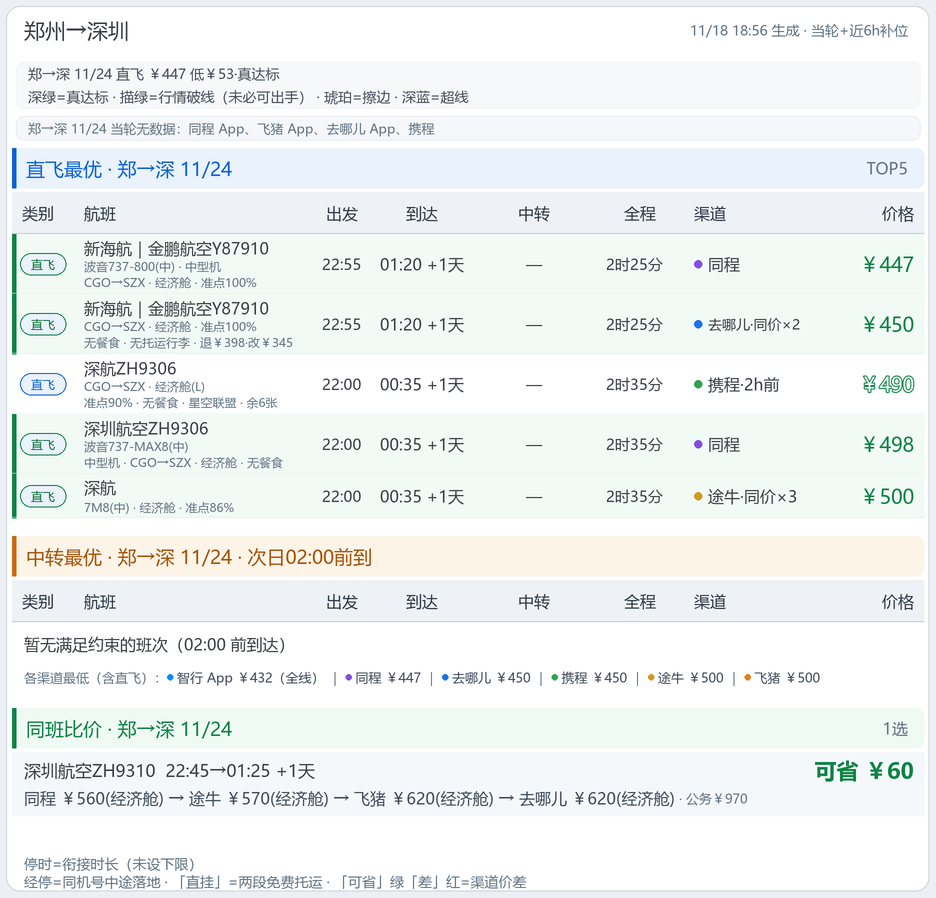 郑州→深圳
11/18 18:56 生成 · 当轮+近6h补位
郑→深 11/24 直飞 ¥447 低¥53·真达标
深绿=真达标 · 描绿=行情破线（未必可出手） · 琥珀=擦边 · 深蓝=超线
郑→深 11/24 当轮无数据：同程 App、飞猪 App、去哪儿 App、携程
直飞最优 · 郑→深 11/24 TOP5
类别 航班 出发 到达 中转 全程 渠道 价格
新海航｜金鹏航空Y87910
直飞 波音737-800(中) · 中型机 22:55 01:20 +1天 — 2时25分 同程 ¥447
CGO→SZX · 经济舱 · 准点100%
新海航｜金鹏航空Y87910
直飞 CGO→SZX · 经济舱 · 准点100% 22:55 01:20 +1天 — 2时25分 去哪儿·同价×2 ¥450
无餐食 · 无托运行李 · 退¥398·改¥345
深航ZH9306
直飞 CGO→SZX · 经济舱(L) 22:00 00:35 +1天 — 2时35分 携程·2h前 ¥490
准点90% · 无餐食 · 星空联盟 · 余6张
深圳航空ZH9306
直飞 波音737-MAX8(中) 22:00 00:35 +1天 — 2时35分 同程 ¥498
中型机 · CGO→SZX · 经济舱 · 无餐食
深航
直飞 7M8(中) · 经济舱 · 准点86% 22:00 00:35 +1天 — 2时35分 途牛·同价×3 ¥500
中转最优 · 郑→深 11/24 · 次日02:00前到
类别 航班 出发 到达 中转 全程 渠道 价格
暂无满足约束的班次（02:00 前到达）
各渠道最低（含直飞）: 智行 App ¥432（全线） | 同程 ¥447 | 去哪儿 ¥450 | 携程 ¥450 | 途牛 ¥500 | 飞猪 ¥500
同班比价 · 郑→深 11/24 1选
深圳航空ZH9310 22:45→01:25 +1天 可省 ¥60
同程 ¥560(经济舱) → 途牛 ¥570(经济舱) → 飞猪 ¥620(经济舱) → 去哪儿 ¥620(经济舱) · 公务¥970
停时=衔接时长（未设下限）
经停=同机号中途落地 · 「直挂」=两段免费托运 · 「可省」绿「差」红=渠道价差